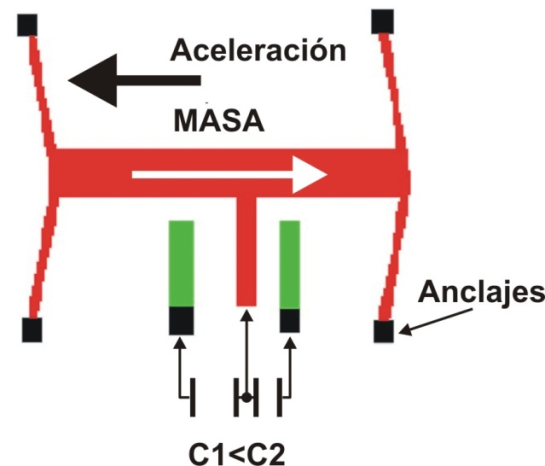 Aceleración
MASA
Anclajes
C1<C2